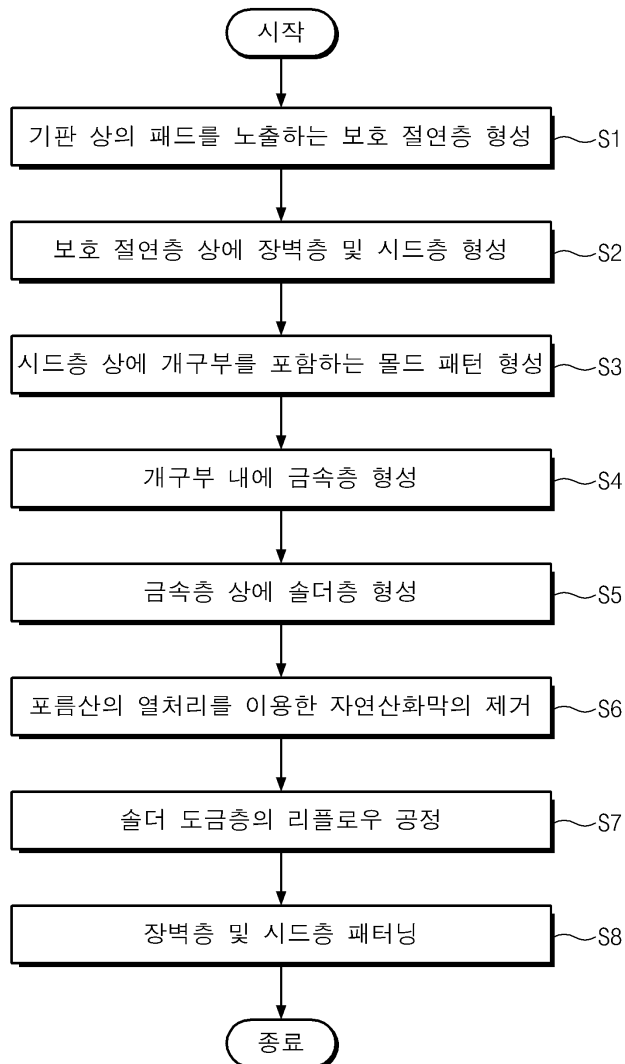 시작
기판 상의 패드를 노출하는 보호 절연층 형성 S1
보호 절연층 상에 장벽층 및 시드층 형성 S2
시드층 상에 개구부를 포함하는 몰드 패턴 형성 S3
개구부 내에 금속층 형성 S4
금속층 상에 솔더층 형성 S5
포름산의 열처리를 이용한 자연산화막의 제거 S6
솔더 도금층의 리플로우 공정 S7
장벽층 및 시드층 패터닝 S8
종료